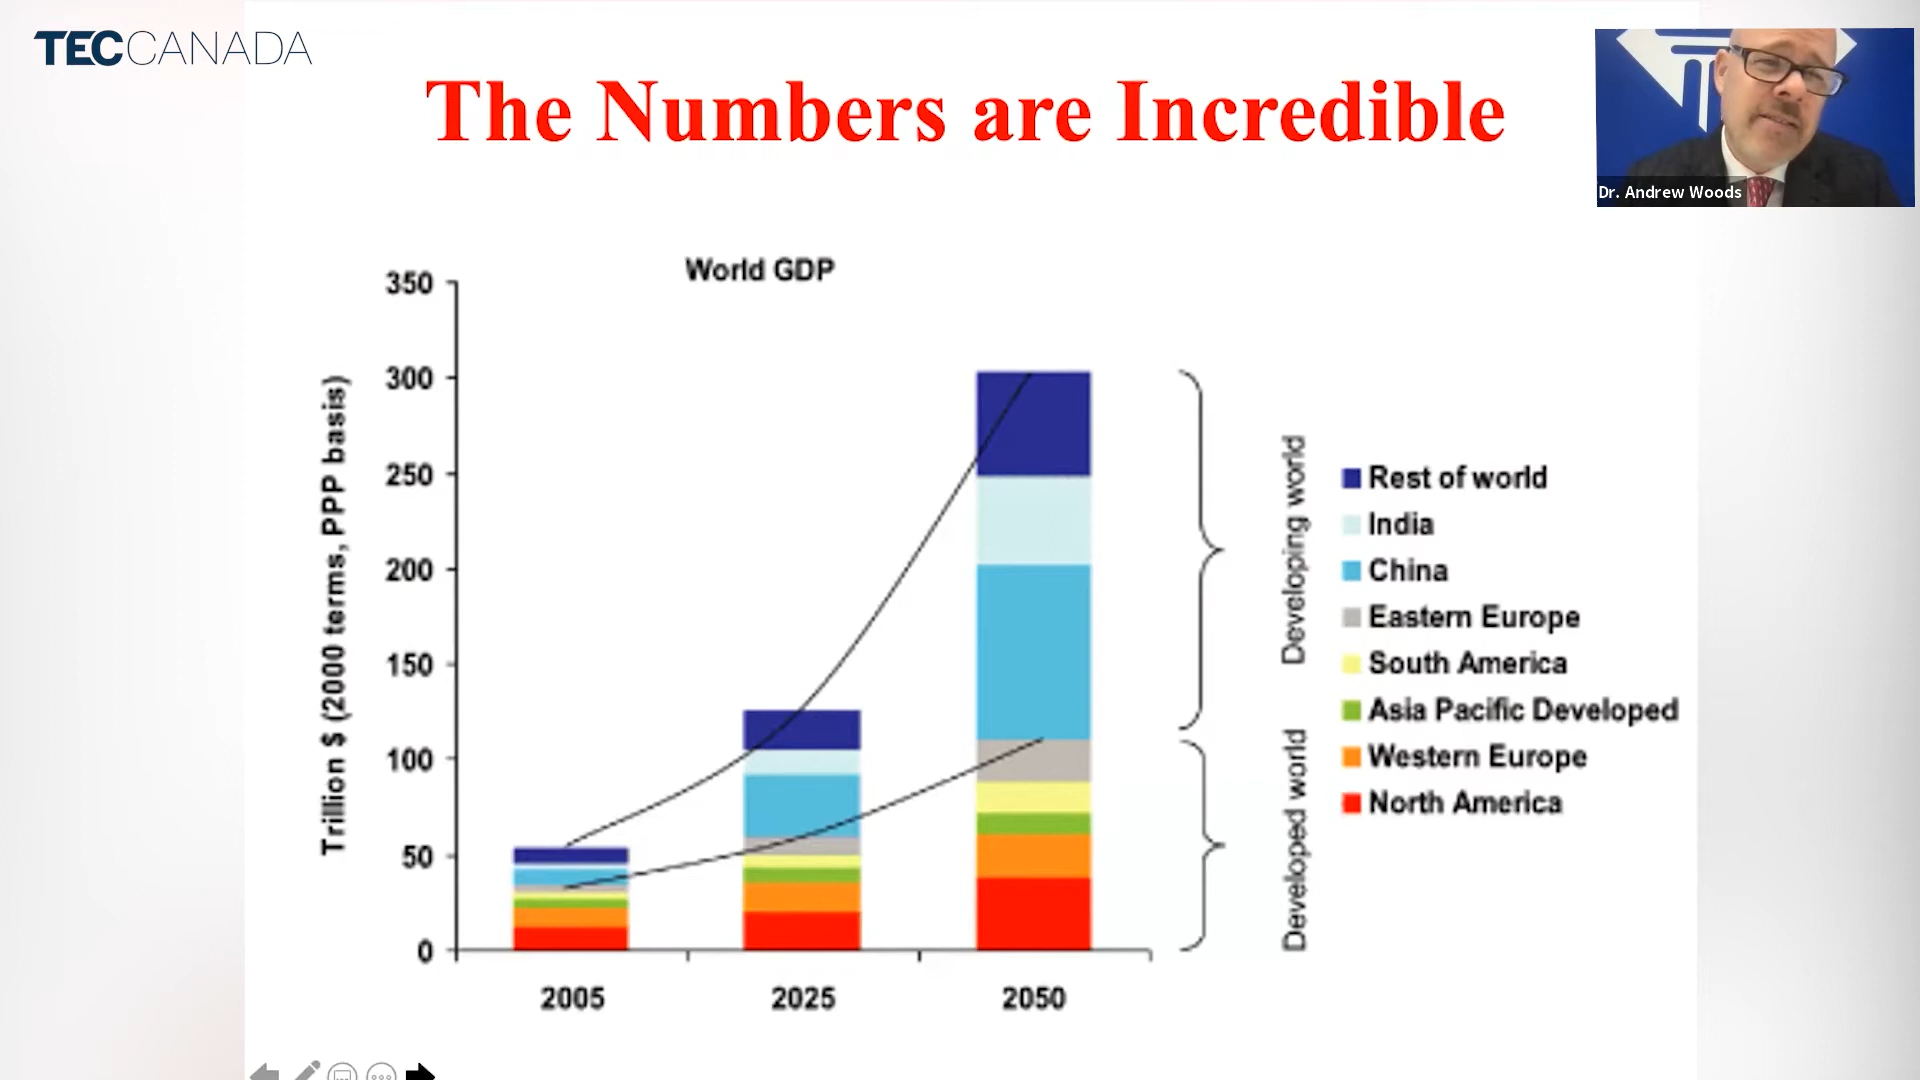 TECCANADA
The Numbers are Incredible
Dr. Andrew Woods
World GDP
Trillion $ (2000 terms, PPP basis)
350
300
250
200
150
100
50
0
2005
2025
2050
Developing world
Developed world
Rest of world
India
China
Eastern Europe
South America
Asia Pacific Developed
Western Europe
North America